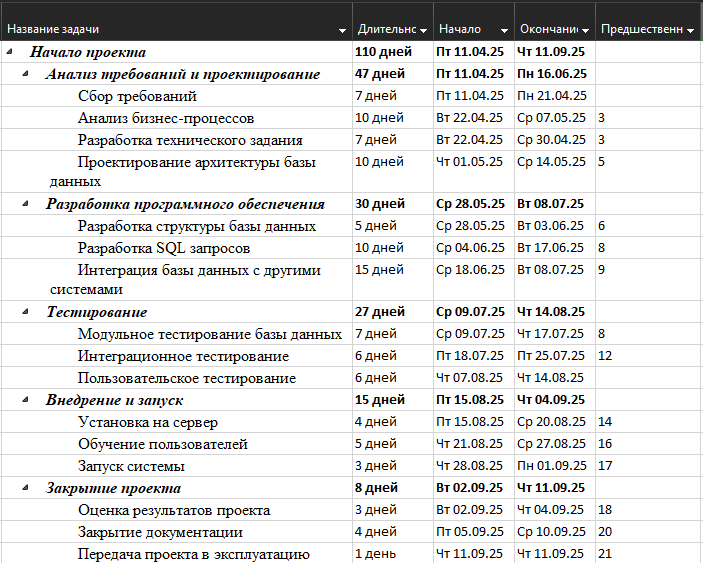 Название задачи Длительнс Начало Окончани Предшественн
Начало проекта 110 дней Пт 11.04.25 Чт 11.09.25
Анализ требований и проектирование 47 дней Пт 11.04.25 Пн 16.06.25
Сбор требований 7 дней Пт 11.04.25 Пн 21.04.25
Анализ бизнес-процессов 10 дней Вт 22.04.25 Ср 07.05.25 3
Разработка технического задания 7 дней Вт 22.04.25 Ср 30.04.25 3
Проектирование архитектуры базы 10 дней Чт 01.05.25 Ср 14.05.25 5
данных
Разработка программного обеспечения 30 дней Ср 28.05.25 Вт 08.07.25
Разработка структуры базы данных 5 дней Ср 28.05.25 Вт 03.06.25 6
Разработка SQL запросов 10 дней Ср 04.06.25 Вт 17.06.25 8
Интеграция базы данных с другими 15 дней Ср 18.06.25 Вт 08.07.25 9
системами
Тестирование 27 дней Ср 09.07.25 Чт 14.08.25
Модульное тестирование базы данных 7 дней Ср 09.07.25 Чт 17.07.25 8
Интеграционное тестирование 6 дней Пт 18.07.25 Пт 25.07.25 12
Пользовательское тестирование 6 дней Чт 07.08.25 Чт 14.08.25
Внедрение и запуск 15 дней Пт 15.08.25 Чт 04.09.25
Установка на сервер 4 дней Пт 15.08.25 Ср 20.08.25 14
Обучение пользователей 5 дней Чт 21.08.25 Ср 27.08.25 16
Запуск системы 3 дней Чт 28.08.25 Пн 01.09.25 17
Закрытие проекта 8 дней Вт 02.09.25 Чт 11.09.25
Оценка результатов проекта 3 дней Вт 02.09.25 Чт 04.09.25 18
Закрытие документации 4 дней Пт 05.09.25 Ср 10.09.25 20
Передача проекта в эксплуатацию 1 день Чт 11.09.25 Чт 11.09.25 21